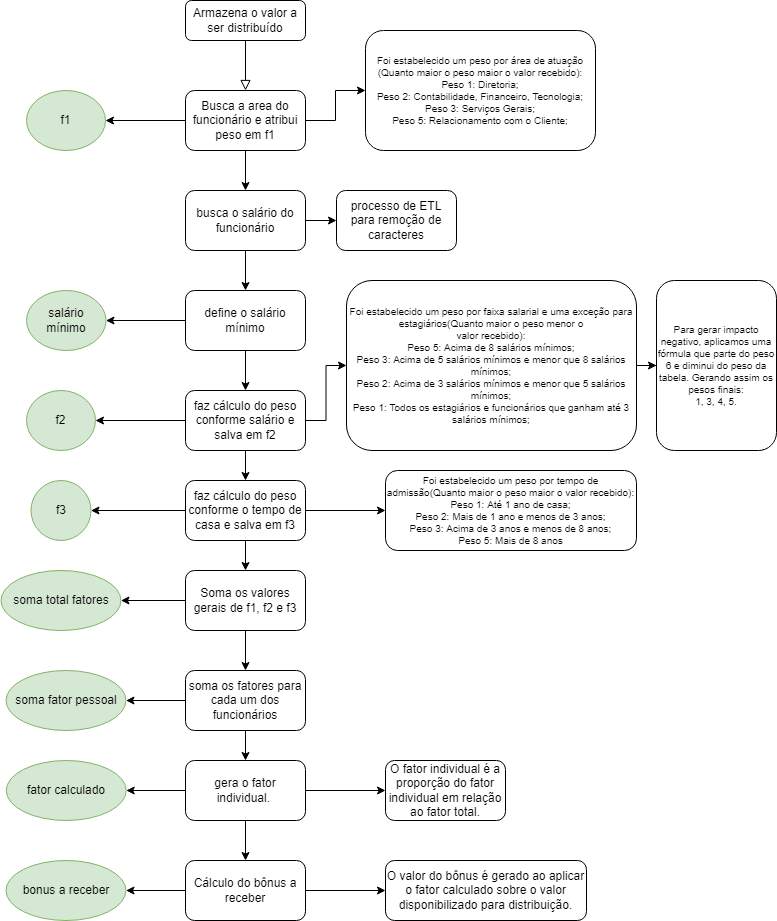 Armazena o valor a
ser distribuído
Foi estabelecido um peso por área de atuação
(Quanto maior o peso maior o valor recebido):
Peso 1: Diretoria;
Peso 2: Contabilidade, Financeiro, Tecnologia;
Peso 3: Serviços Gerais;
Peso 5: Relacionamento com o Cliente;
f1
Busca a area do
funcionário e atribui
peso em f1
busca o salário do
funcionário
processo de ETL
para remoção de
caracteres
salário
mínimo
define o salário
mínimo
Foi estabelecido um peso por faixa salarial e uma exceção para
estagiários(Quanto maior o peso menor o
valor recebido):
Peso 5: Acima de 8 salários mínimos;
Peso 3: Acima de 5 salários mínimos e menor que 8 salários
mínimos;
Peso 2: Acima de 3 salários mínimos e menor que 5 salários
mínimos;
Peso 1: Todos os estagiários e funcionários que ganham até 3
salários mínimos;
Para gerar impacto
negativo, aplicamos uma
fórmula que parte do peso
6 e diminui do peso da
tabela. Gerando assim os
pesos finais:
1, 3, 4, 5.
f2
faz cálculo do peso
conforme salário e
salva em f2
f3
faz cálculo do peso
conforme o tempo de
casa e salva em f3
Foi estabelecido um peso por tempo de
admissão(Quanto maior o peso maior o valor recebido):
Peso 1: Até 1 ano de casa;
Peso 2: Mais de 1 ano e menos de 3 anos;
Peso 3: Acima de 3 anos e menos de 8 anos;
Peso 5: Mais de 8 anos
soma total fatores
Soma os valores
gerais de f1, f2 e f3
soma fator pessoal
soma os fatores para
cada um dos
funcionários
fator calculado
gera o fator
individual.
O fator individual é a
proporção do fator
individual em relação
ao fator total.
bonus a receber
Cálculo do bônus a
receber
O valor do bônus é gerado ao aplicar
o fator calculado sobre o valor
disponibilizado para distribuição.